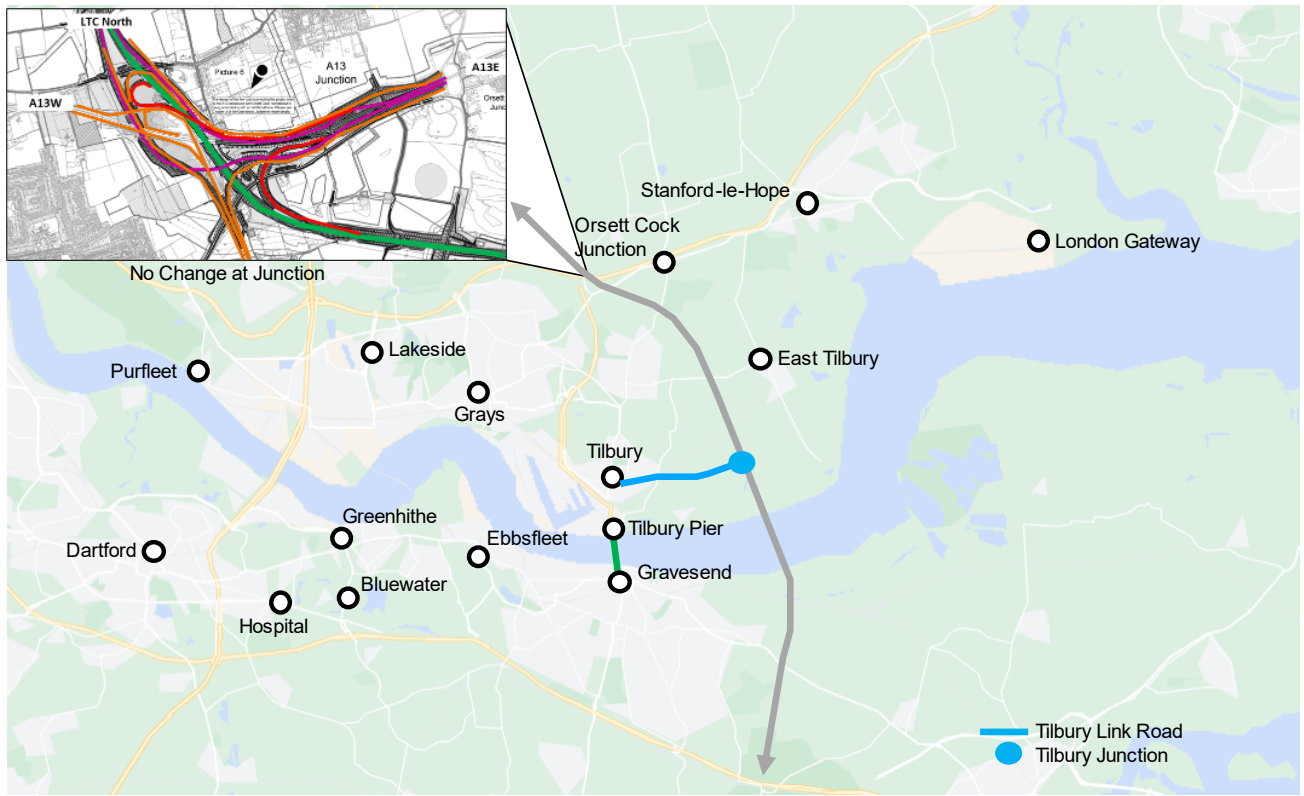 LTC North
Picture 6
A13
Junction
A13E
A13W
Orsett
No Change at Junction
Stanford-le-Hope
Orsett Cock
Junction
London Gateway
Lakeside
Purfleet
East Tilbury
Grays
Tilbury
Greenhithe
Tilbury Pier
Dartford
Ebbsfleet
Gravesend
Bluewater
Hospital
Tilbury Link Road
Tilbury Junction